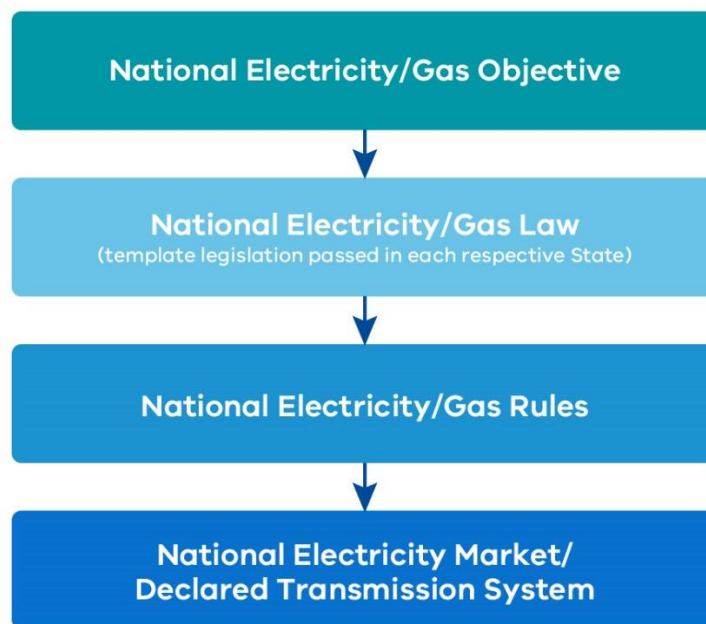 National Electricity/Gas Objective
National Electricity/Gas Law
(template legislation passed in each respective State)
National Electricity/Gas Rules
National Electricity Market/
Declared Transmission System